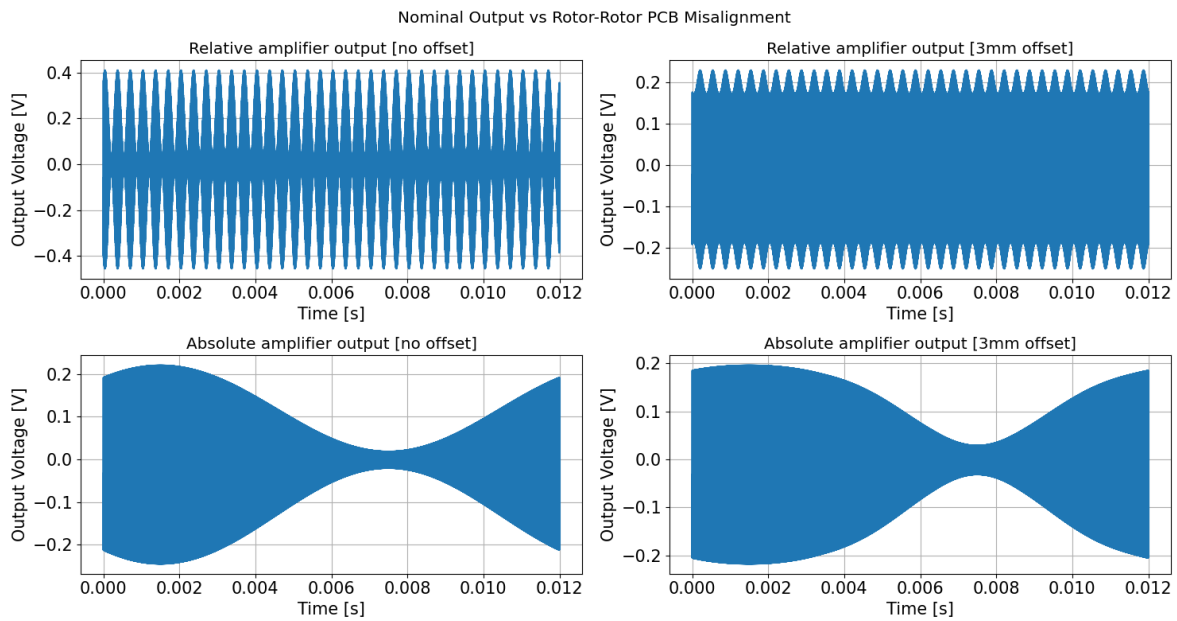 Nominal Output vs Rotor-Rotor PCB Misalignment
Relative amplifier output [no offset]
Output Voltage [V]
0.4
0.2
0.0
−0.2
−0.4
0.000 0.002 0.004 0.006 0.008 0.010 0.012
Time [s]
Relative amplifier output [3mm offset]
Output Voltage [V]
0.2
0.1
0.0
−0.1
−0.2
0.000 0.002 0.004 0.006 0.008 0.010 0.012
Time [s]
Absolute amplifier output [no offset]
Output Voltage [V]
0.2
0.1
0.0
−0.1
−0.2
0.000 0.002 0.004 0.006 0.008 0.010 0.012
Time [s]
Absolute amplifier output [3mm offset]
Output Voltage [V]
0.2
0.1
0.0
−0.1
−0.2
0.000 0.002 0.004 0.006 0.008 0.010 0.012
Time [s]